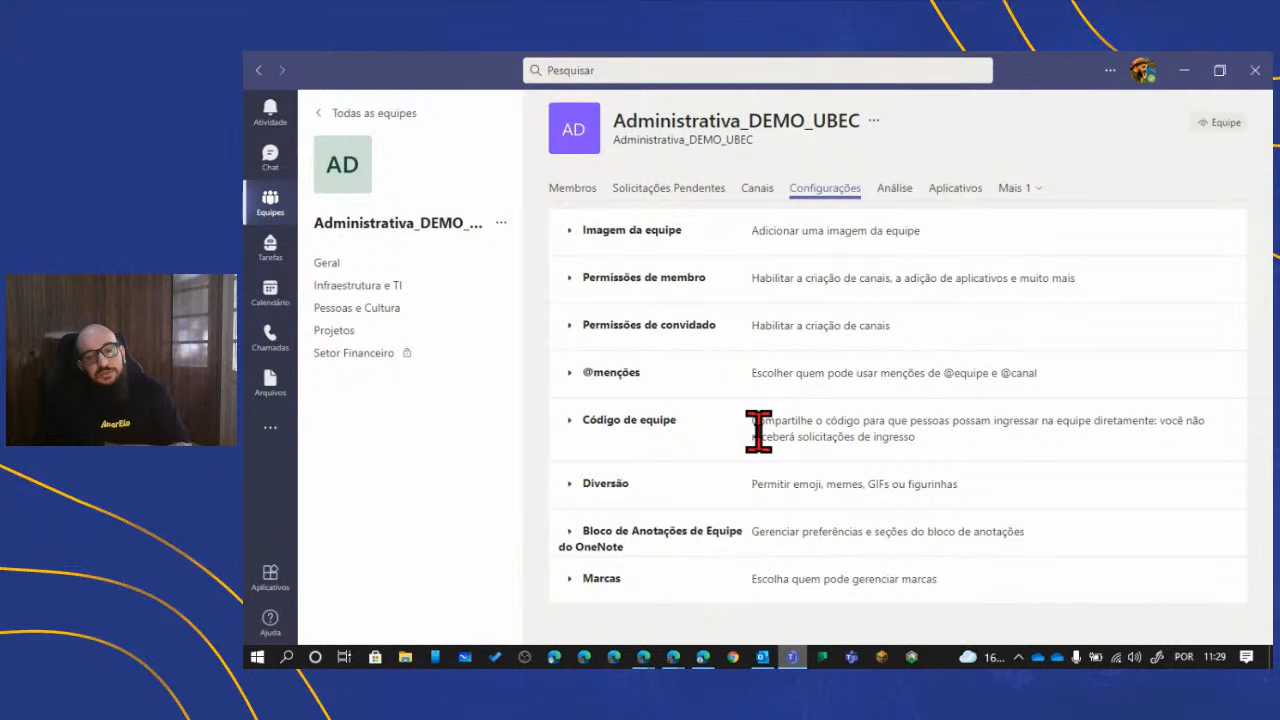 Pesquisar
Atividade
Chat
Equipes
Tarefas
Calendário
Chamadas
Arquivos
Aplicativos
Ajuda
Todas as equipes
AD
Administrativa_DEMO_...
Geral
Infraestrutura e TI
Pessoas e Cultura
Projetos
Setor Financeiro
AD
Administrativa_DEMO_UBEC ...
Administrativa_DEMO_UBEC
Equipe
Membros Solicitações Pendentes Canais Configurações Análise Aplicativos Mais 1
Imagem da equipe Adicionar uma imagem da equipe
Permissões de membro Habilitar a criação de canais, a adição de aplicativos e muito mais
Permissões de convidado Habilitar a criação de canais
@menções Escolher quem pode usar menções de @equipe e @canal
Código de equipe Compartilhe o código para que pessoas possam ingressar na equipe diretamente: você não
receberá solicitações de ingresso
Diversão Permitir emoji, memes, GIFs ou figurinhas
Bloco de Anotações de Equipe Gerenciar preferências e seções do bloco de anotações
do OneNote
Marcas Escolha quem pode gerenciar marcas
AmarElo
16... POR 11:29